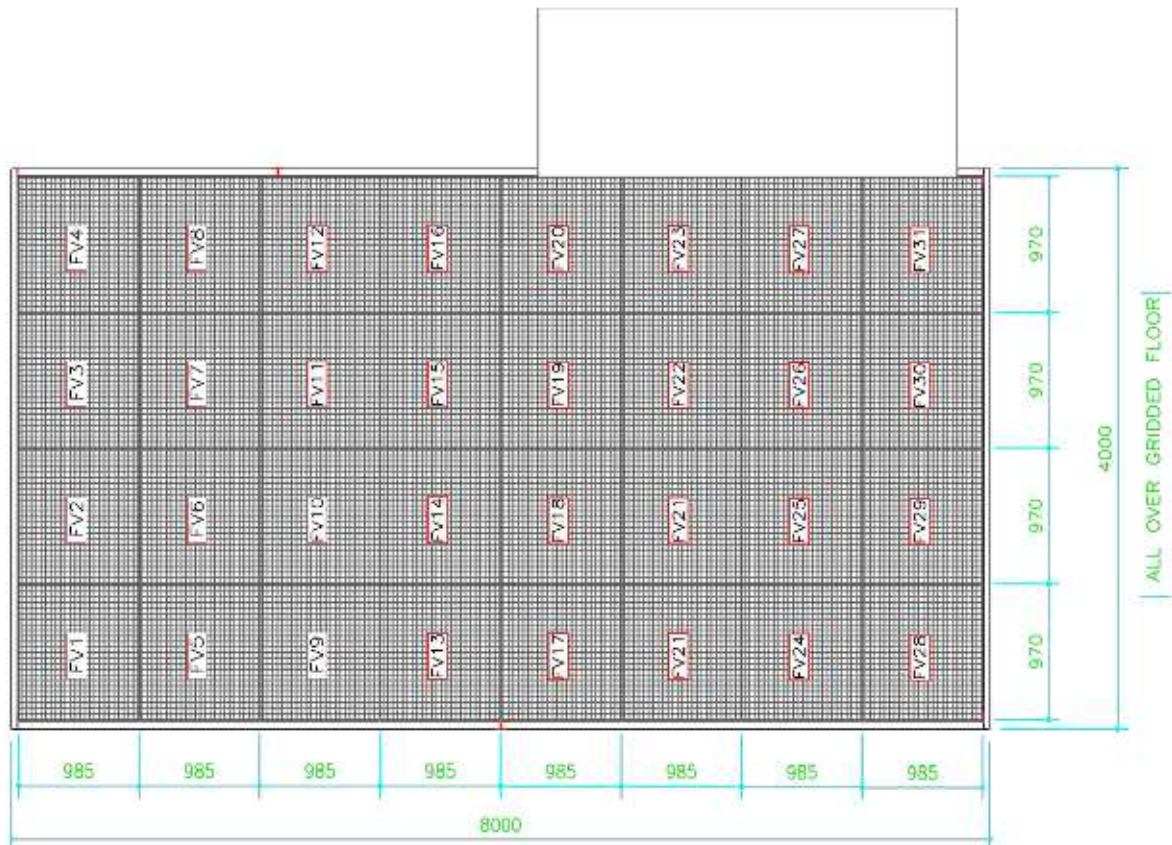 FV4 FV8 FV12 FV16 FV20 FV23 FV27 FV31
970
FV3 FV7 FV11 FV15 FV19 FV22 FV26 FV30
970
FV2 FV6 FV10 FV14 FV18 FV21 FV25 FV29
970
FV1 FV5 FV9 FV13 FV17 FV21 FV24 FV28
970
4000
ALL OVER GRIDDED FLOOR
985 985 985 985 985 985 985 985
8000